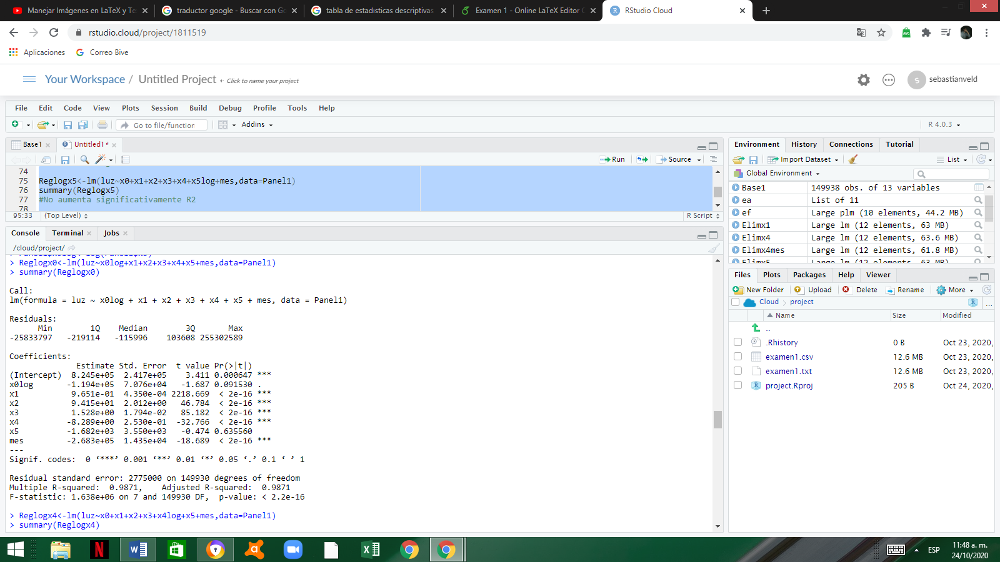 Manejar Imágenes en LaTeX y Te
traductor google - Buscar con Go
tabla de estadisticas descriptivas
Examen 1 - Online LaTeX Editor O
RStudio Cloud
rstudio.cloud/project/1811519
Aplicaciones
Correo Bive
Your Workspace / Untitled Project ← Click to name your project
S
sebastianveld
File Edit Code View Plots Session Build Debug Profile Tools Help
Go to file/function
Addins
R 4.0.3
Base1
Untitled1*
Run
Source
74
75 Reglogx5<-lm(luz~x0+x1+x2+x3+x4+x5log+mes,data=Panel1)
76 summary(Reglogx5)
77 #No aumenta significativamente R2
78
95:33 (Top Level)
R Script
Console Terminal Jobs
/cloud/project/
> Panel1$x5log<-log(Panel1$x5)
> Reglogx0<-lm(luz~x0log+x1+x2+x3+x4+x5+mes,data=Panel1)
> summary(Reglogx0)
Call:
lm(formula = luz ~ x0log + x1 + x2 + x3 + x4 + x5 + mes, data = Panel1)
Residuals:
Min 1Q Median 3Q Max
-25833797 -219114 -115996 103608 255302589
Coefficients:
Estimate Std. Error t value Pr(>|t|)
(Intercept) 8.245e+05 2.417e+05 3.411 0.000647 ***
x0log -1.194e+05 7.076e+04 -1.687 0.091530 .
x1 9.651e-01 4.350e-04 2218.669 < 2e-16 ***
x2 9.415e+01 2.012e+00 46.784 < 2e-16 ***
x3 1.528e+00 1.794e-02 85.182 < 2e-16 ***
x4 -8.289e+00 2.530e-01 -32.766 < 2e-16 ***
x5 -1.682e+03 3.550e+03 -0.474 0.635560
mes -2.683e+05 1.435e+04 -18.689 < 2e-16 ***
---
Signif. codes: 0 ‘***’ 0.001 ‘**’ 0.01 ‘*’ 0.05 ‘.’ 0.1 ‘ ’ 1
Residual standard error: 2775000 on 149930 degrees of freedom
Multiple R-squared: 0.9871, Adjusted R-squared: 0.9871
F-statistic: 1.638e+06 on 7 and 149930 DF, p-value: < 2.2e-16
> Reglogx4<-lm(luz~x0+x1+x2+x3+x4log+x5+mes,data=Panel1)
> summary(Reglogx4)
Environment History Connections Tutorial
Import Dataset
List
Global Environment
Base1 149938 obs. of 13 variables
ea List of 11
ef Large plm (10 elements, 44.2 MB)
Elimx1 Large lm (12 elements, 63 MB)
Elimx4 Large lm (12 elements, 63.6 MB)
Elimx4mes Large lm (12 elements, 61.8 MB)
Elimx5 Large lm (12 elements, 63 MB)
Files Plots Packages Help Viewer
New Folder Upload Delete Rename More
Cloud > project
...
Name Size Modified
..
.Rhistory 0 B Oct 23, 2020,
examen1.csv 12.6 MB Oct 23, 2020,
examen1.txt 12.6 MB Oct 23, 2020,
project.Rproj 205 B Oct 24, 2020,
ESP
11:48 a. m.
24/10/2020